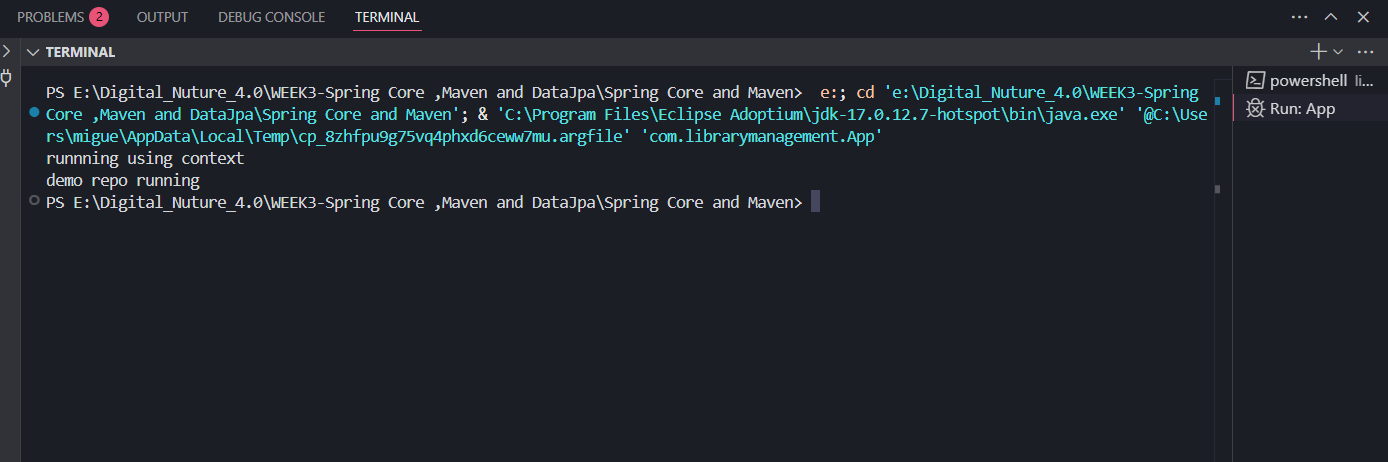 PROBLEMS 2 OUTPUT DEBUG CONSOLE TERMINAL
TERMINAL
PS E:\Digital_Nuture_4.0\WEEK3-Spring Core ,Maven and DataJpa\Spring Core and Maven>  e:; cd 'e:\Digital_Nuture_4.0\WEEK3-Spring
Core ,Maven and DataJpa\Spring Core and Maven'; & 'C:\Program Files\Eclipse Adoptium\jdk-17.0.12.7-hotspot\bin\java.exe' '@C:\Use
rs\migue\AppData\Local\Temp\cp_8zhfpu9g75vq4phxd6ceww7mu.argfile' 'com.librarymanagement.App'
runnning using context
demo repo running
PS E:\Digital_Nuture_4.0\WEEK3-Spring Core ,Maven and DataJpa\Spring Core and Maven>
powershell li...
Run: App